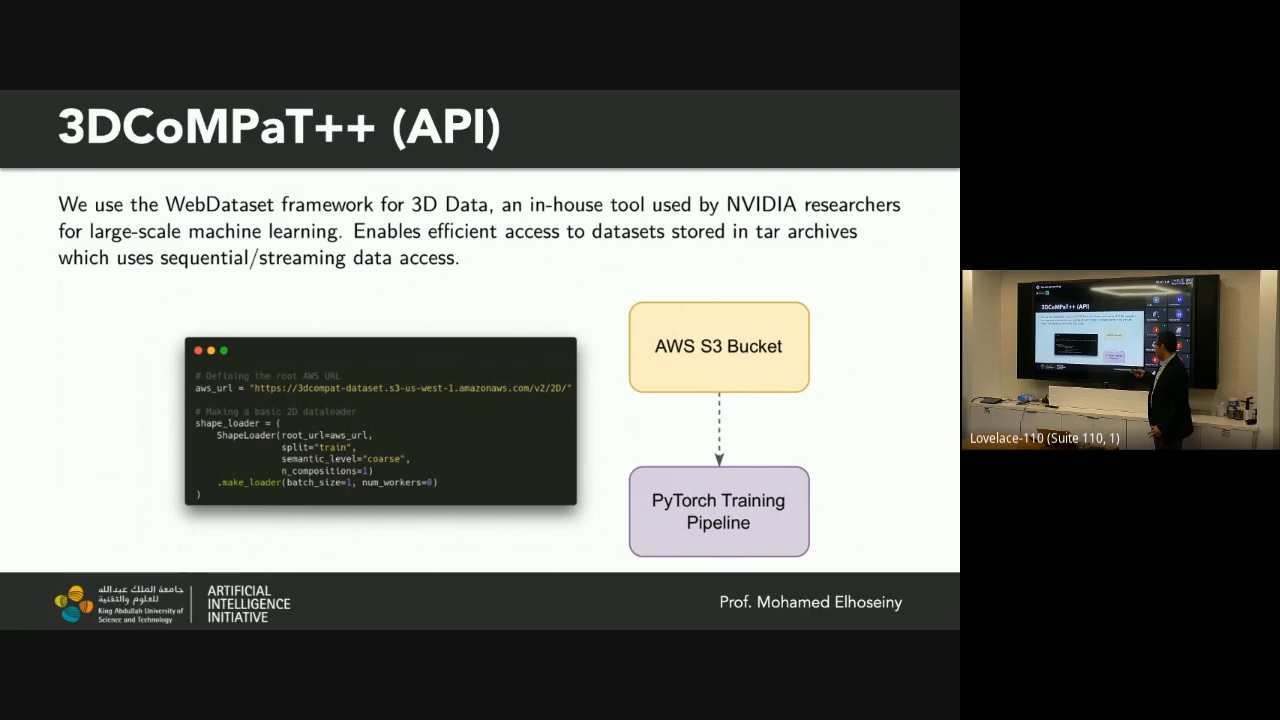 3DCoMPaT++ (API)
We use the WebDataset framework for 3D Data, an in-house tool used by NVIDIA researchers
for large-scale machine learning. Enables efficient access to datasets stored in tar archives
which uses sequential/streaming data access.
# Defining the root AWS URL
aws_url = "https://3dcompat-dataset.s3-us-west-1.amazonaws.com/v2/2D/"
# Making a basic 2D dataloader
shape_loader = (
ShapeLoader(root_url=aws_url,
split="train",
semantic_level="coarse",
n_compositions=1)
.make_loader(batch_size=1, num_workers=0)
)
AWS S3 Bucket
PyTorch Training
Pipeline
جامعة الملك عبدالله
للعلوم والتقنية
King Abdullah University of
Science and Technology
ARTIFICIAL
INTELLIGENCE
INITIATIVE
Prof. Mohamed Elhoseiny
3DCoMPaT++ (API)
Lovelace-110 (Suite 110, 1)